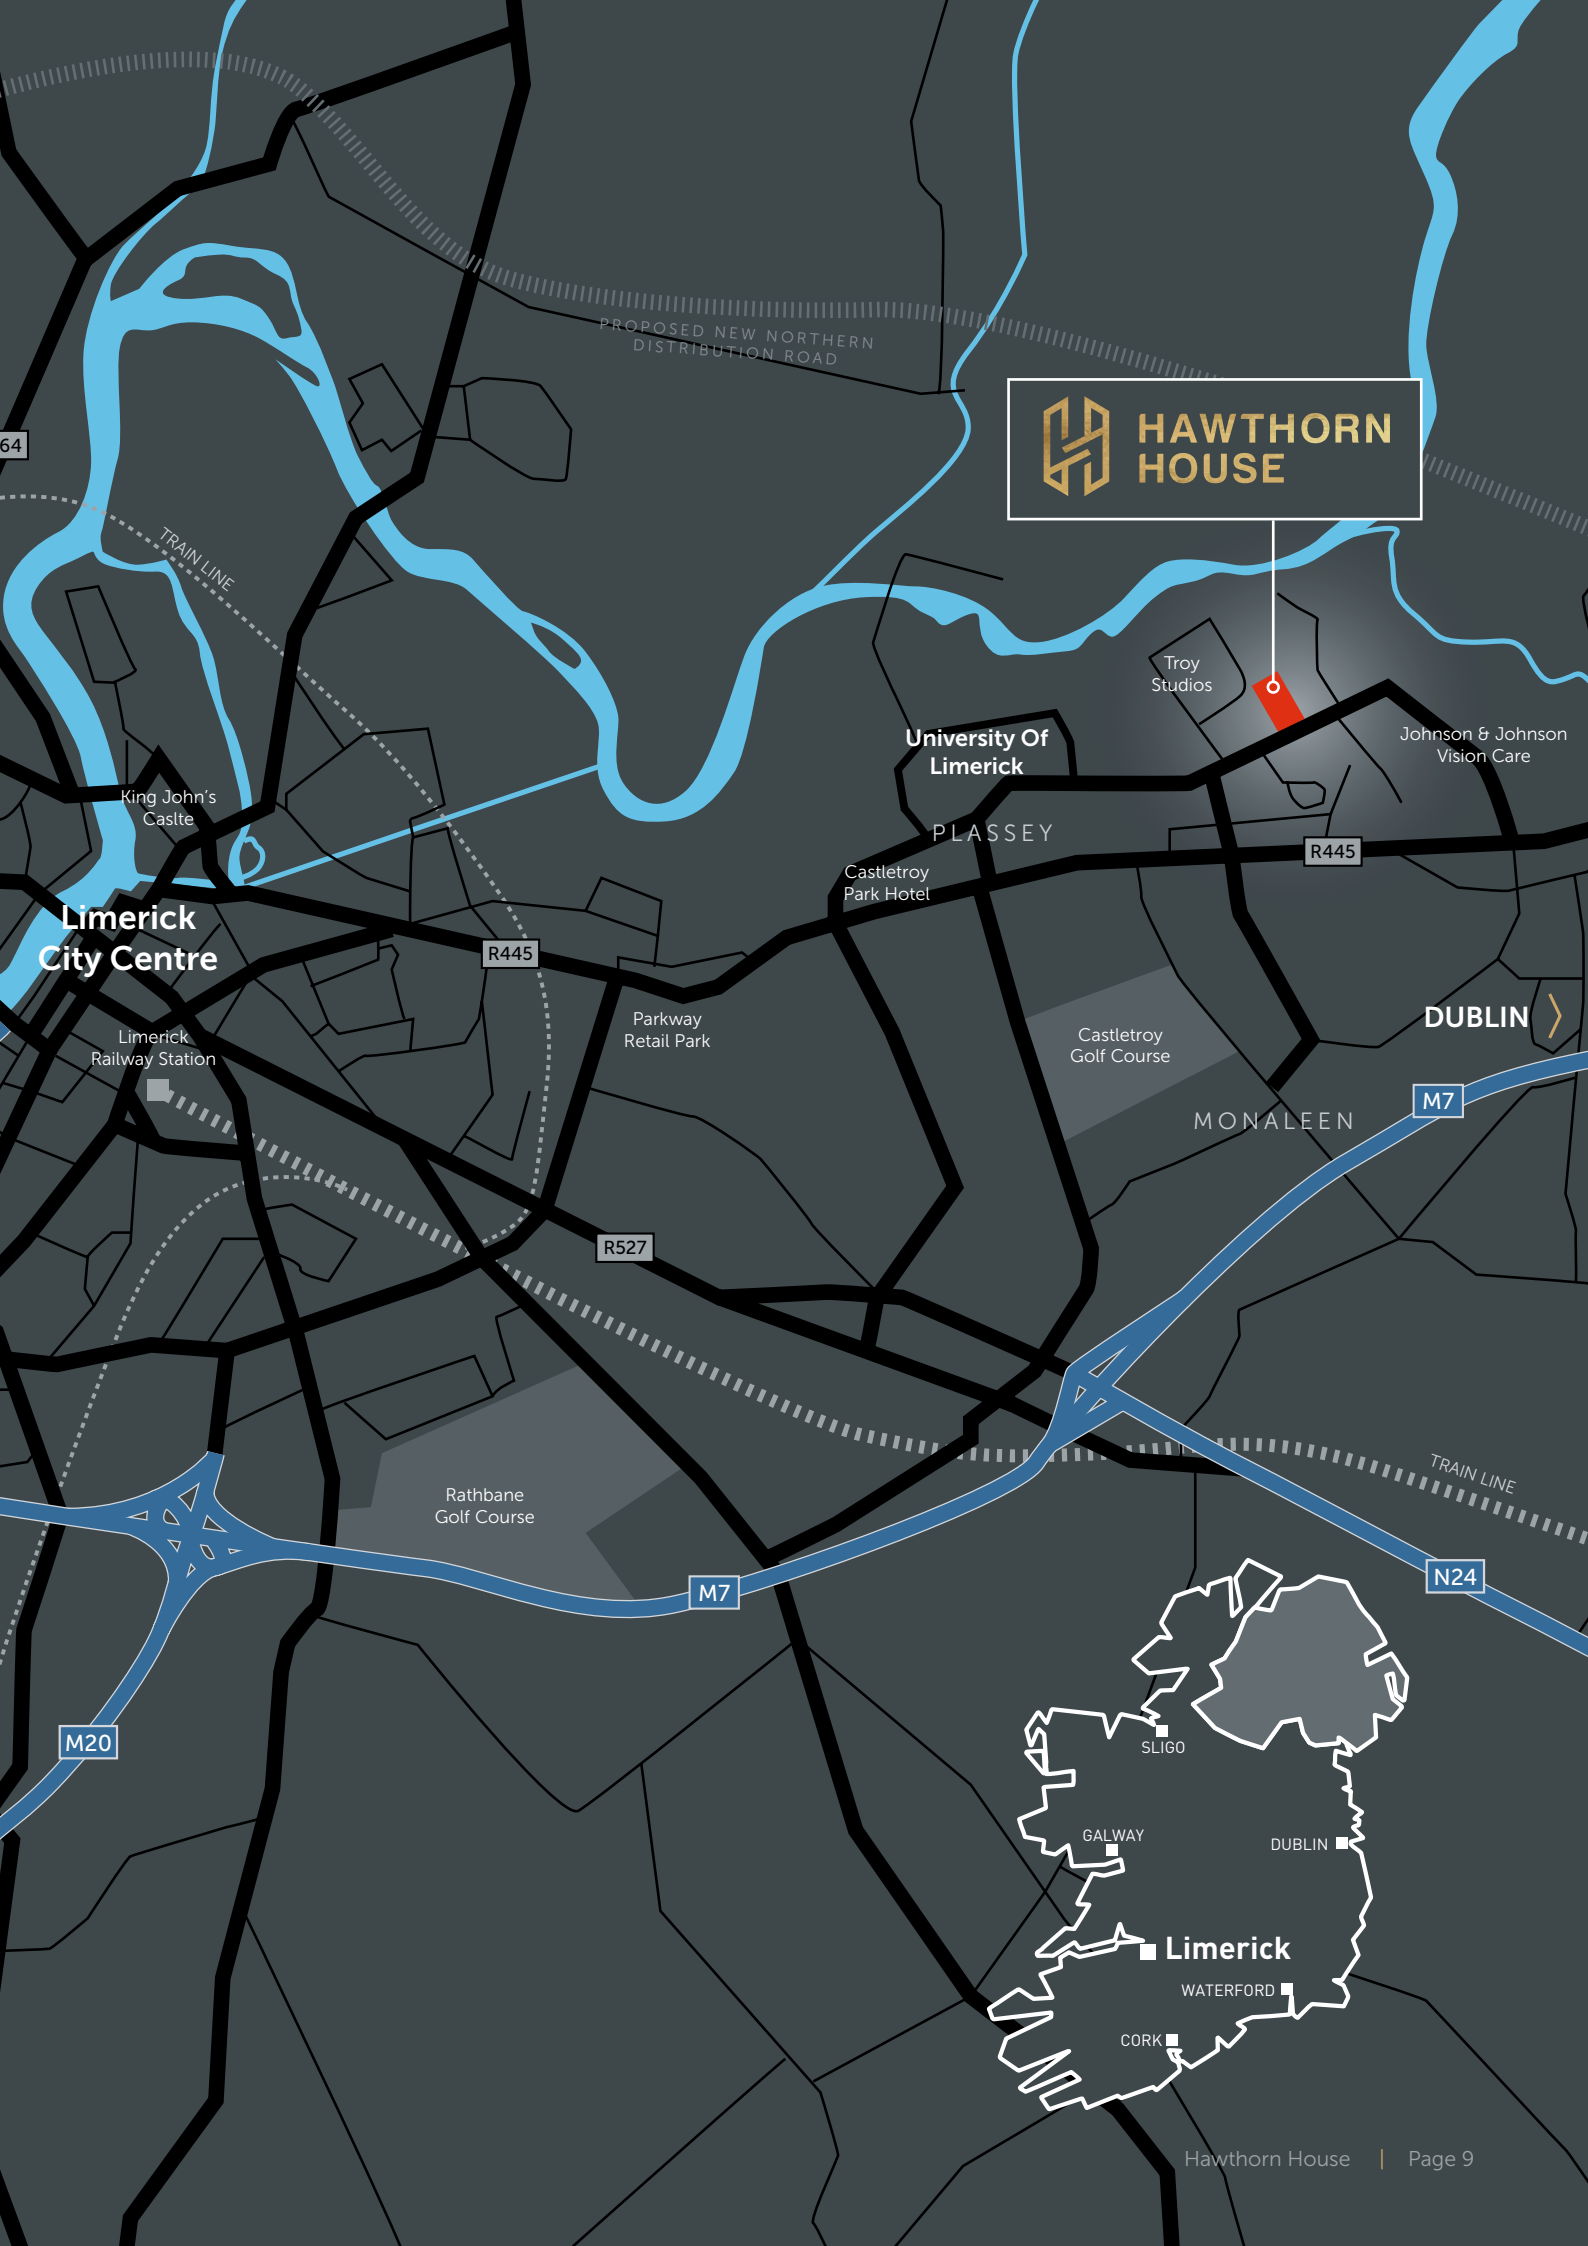 PROPOSED NEW NORTHERN
DISTRIBUTION ROAD
HAWTHORN
HOUSE
64
TRAIN LINE
Troy
Studios
University Of
Limerick
Johnson & Johnson
Vision Care
King John's
Caslte
PLASSEY
R445
Castletroy
Park Hotel
Limerick
City Centre
R445
Parkway
Retail Park
DUBLIN
Limerick
Railway Station
Castletroy
Golf Course
M7
MONALEEN
R527
Rathbane
Golf Course
TRAIN LINE
M7
N24
M20
SLIGO
GALWAY
DUBLIN
Limerick
WATERFORD
CORK
Hawthorn House | Page 9